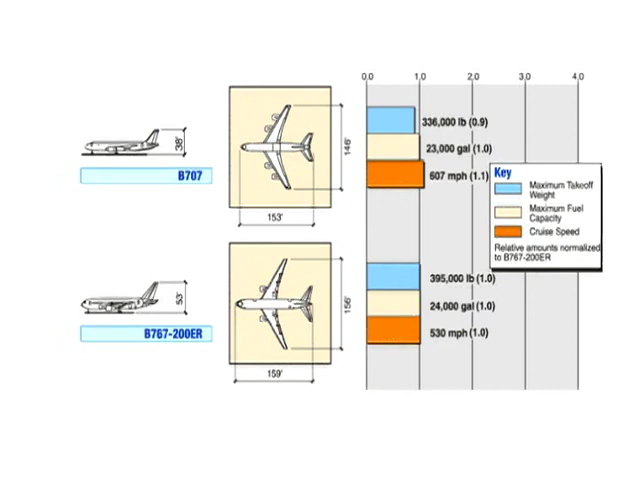 0.0 1.0 2.0 3.0 4.0
336,000 lb (0.9)
38'
146'
23,000 gal (1.0)
B707
607 mph (1.1)
153'
Key
Maximum Takeoff
Weight
Maximum Fuel
Capacity
Cruise Speed
Relative amounts normalized
to B767-200ER
395,000 lb (1.0)
53'
156'
24,000 gal (1.0)
B767-200ER
530 mph (1.0)
159'